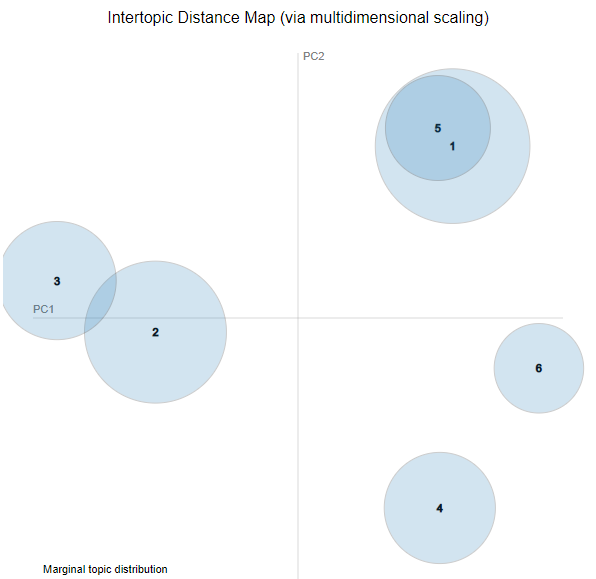 Intertopic Distance Map (via multidimensional scaling)
PC2
5
1
3
PC1
2
6
4
Marginal topic distribution